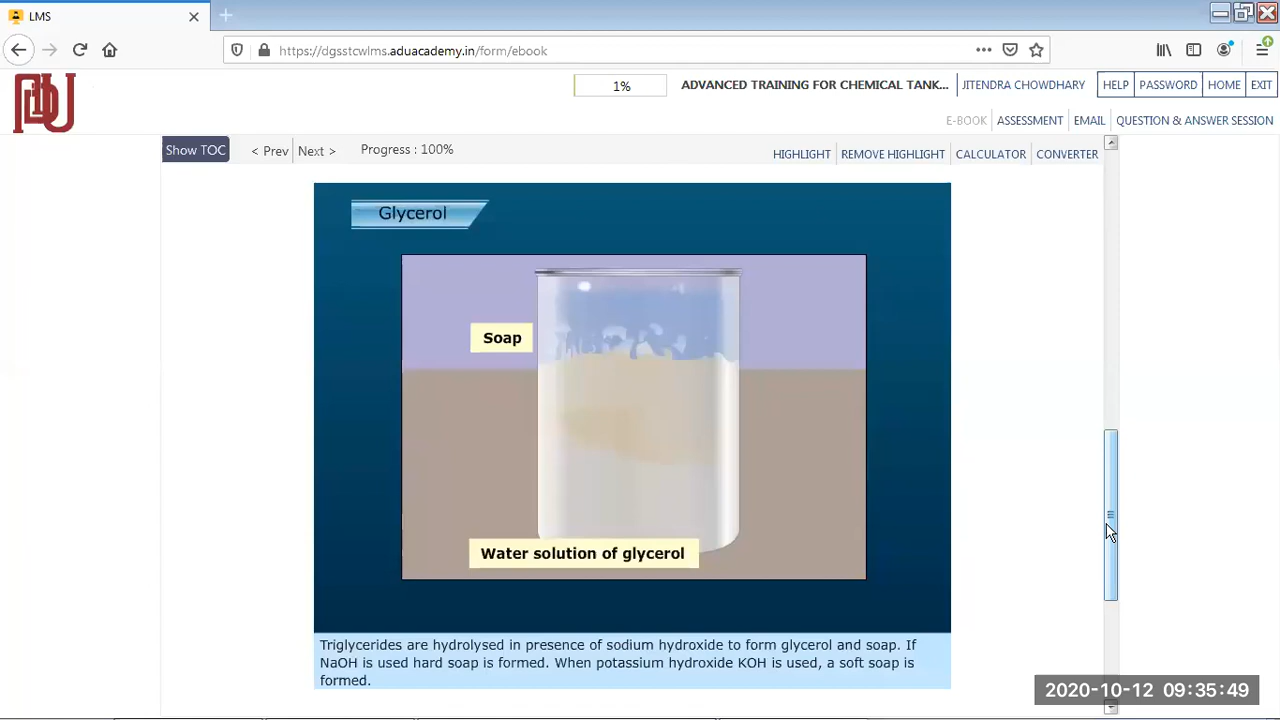 LMS
https://dgsstcwlms.aduacademy.in/form/ebook
1%
ADVANCED TRAINING FOR CHEMICAL TANK...
JITENDRA CHOWDHARY
HELP
PASSWORD
HOME
EXIT
E-BOOK
ASSESSMENT
EMAIL
QUESTION & ANSWER SESSION
Show TOC
< Prev
Next >
Progress : 100%
HIGHLIGHT
REMOVE HIGHLIGHT
CALCULATOR
CONVERTER
Glycerol
Soap
Water solution of glycerol
Triglycerides are hydrolysed in presence of sodium hydroxide to form glycerol and soap. If
NaOH is used hard soap is formed. When potassium hydroxide KOH is used, a soft soap is
formed.
2020-10-12 09:35:49